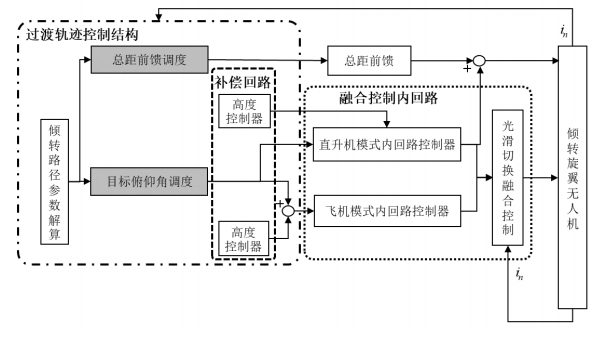 过渡轨迹控制结构
iₙ
总距前馈调度
总距前馈
+
补偿回路
融合控制内回路
高度
控制器
倾转路径参数解算
直升机模式内回路控制器
光滑切换融合控制
倾转旋翼无人机
目标俯仰角调度
+
飞机模式内回路控制器
高度
控制器
iₙ